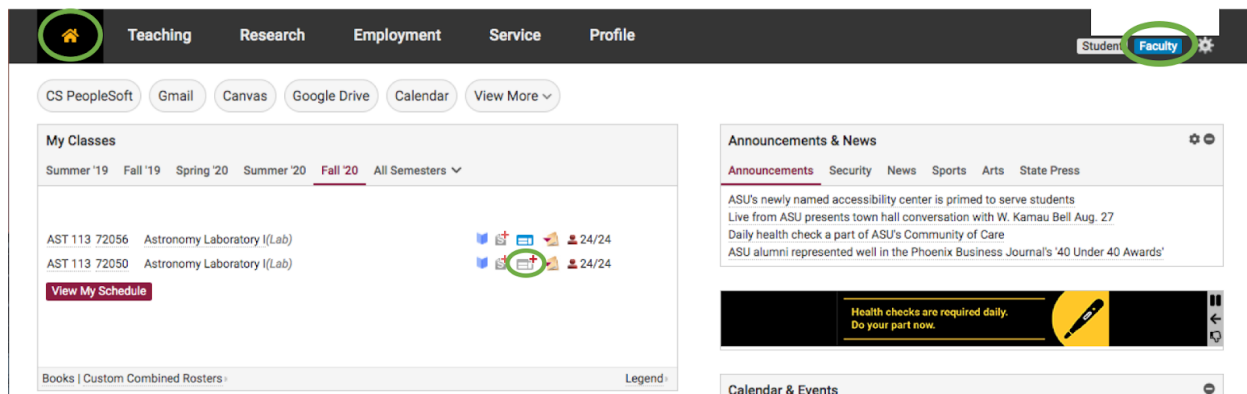 Teaching Research Employment Service Profile
Student Faculty
CS PeopleSoft Gmail Canvas Google Drive Calendar View More
My Classes
Summer '19 Fall '19 Spring '20 Summer '20 Fall '20 All Semesters
AST 113 72056 Astronomy Laboratory I(Lab) 24/24
AST 113 72050 Astronomy Laboratory I(Lab) 24/24
View My Schedule
Books | Custom Combined Rosters Legend
Announcements & News
Announcements Security News Sports Arts State Press
ASU's newly named accessibility center is primed to serve students
Live from ASU presents town hall conversation with W. Kamau Bell Aug. 27
Daily health check a part of ASU's Community of Care
ASU alumni represented well in the Phoenix Business Journal's '40 Under 40 Awards'
Health checks are required daily.
Do your part now.
Calendar & Events